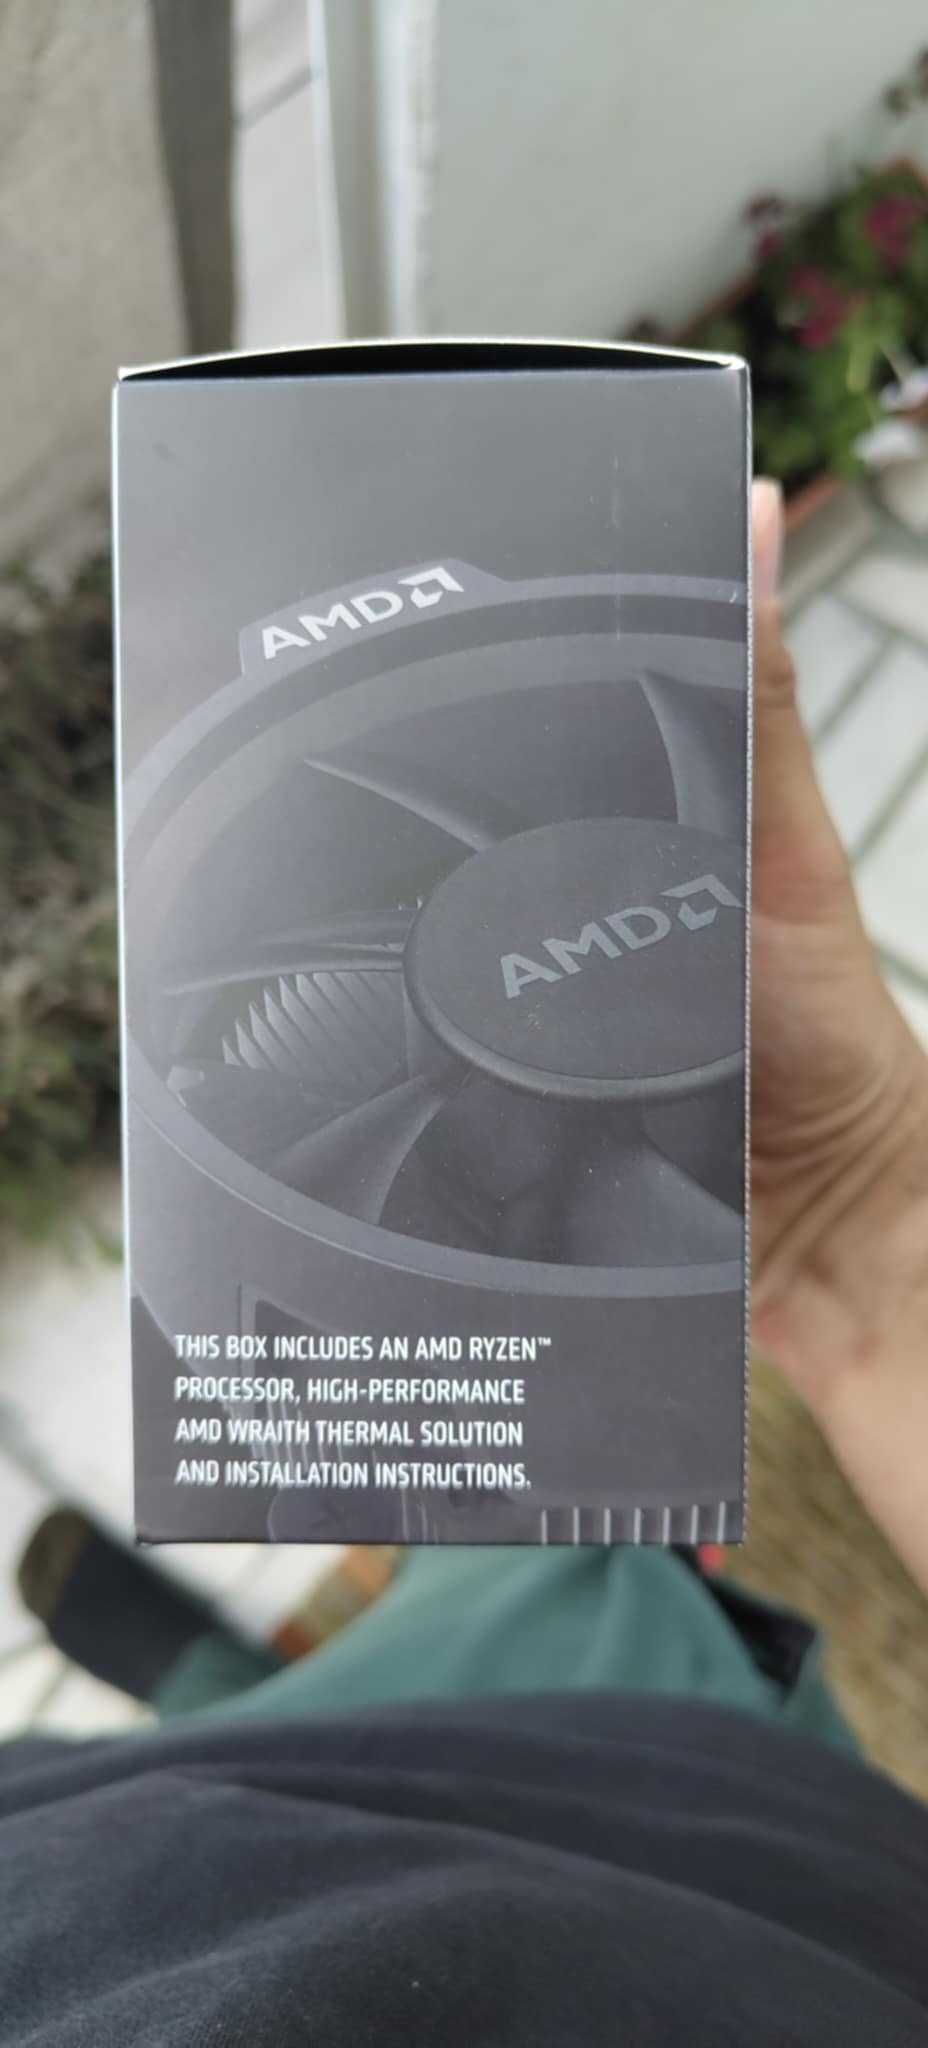 AMD
AMD
THIS BOX INCLUDES AN AMD RYZEN™
PROCESSOR, HIGH-PERFORMANCE
AMD WRAITH THERMAL SOLUTION
AND INSTALLATION INSTRUCTIONS.